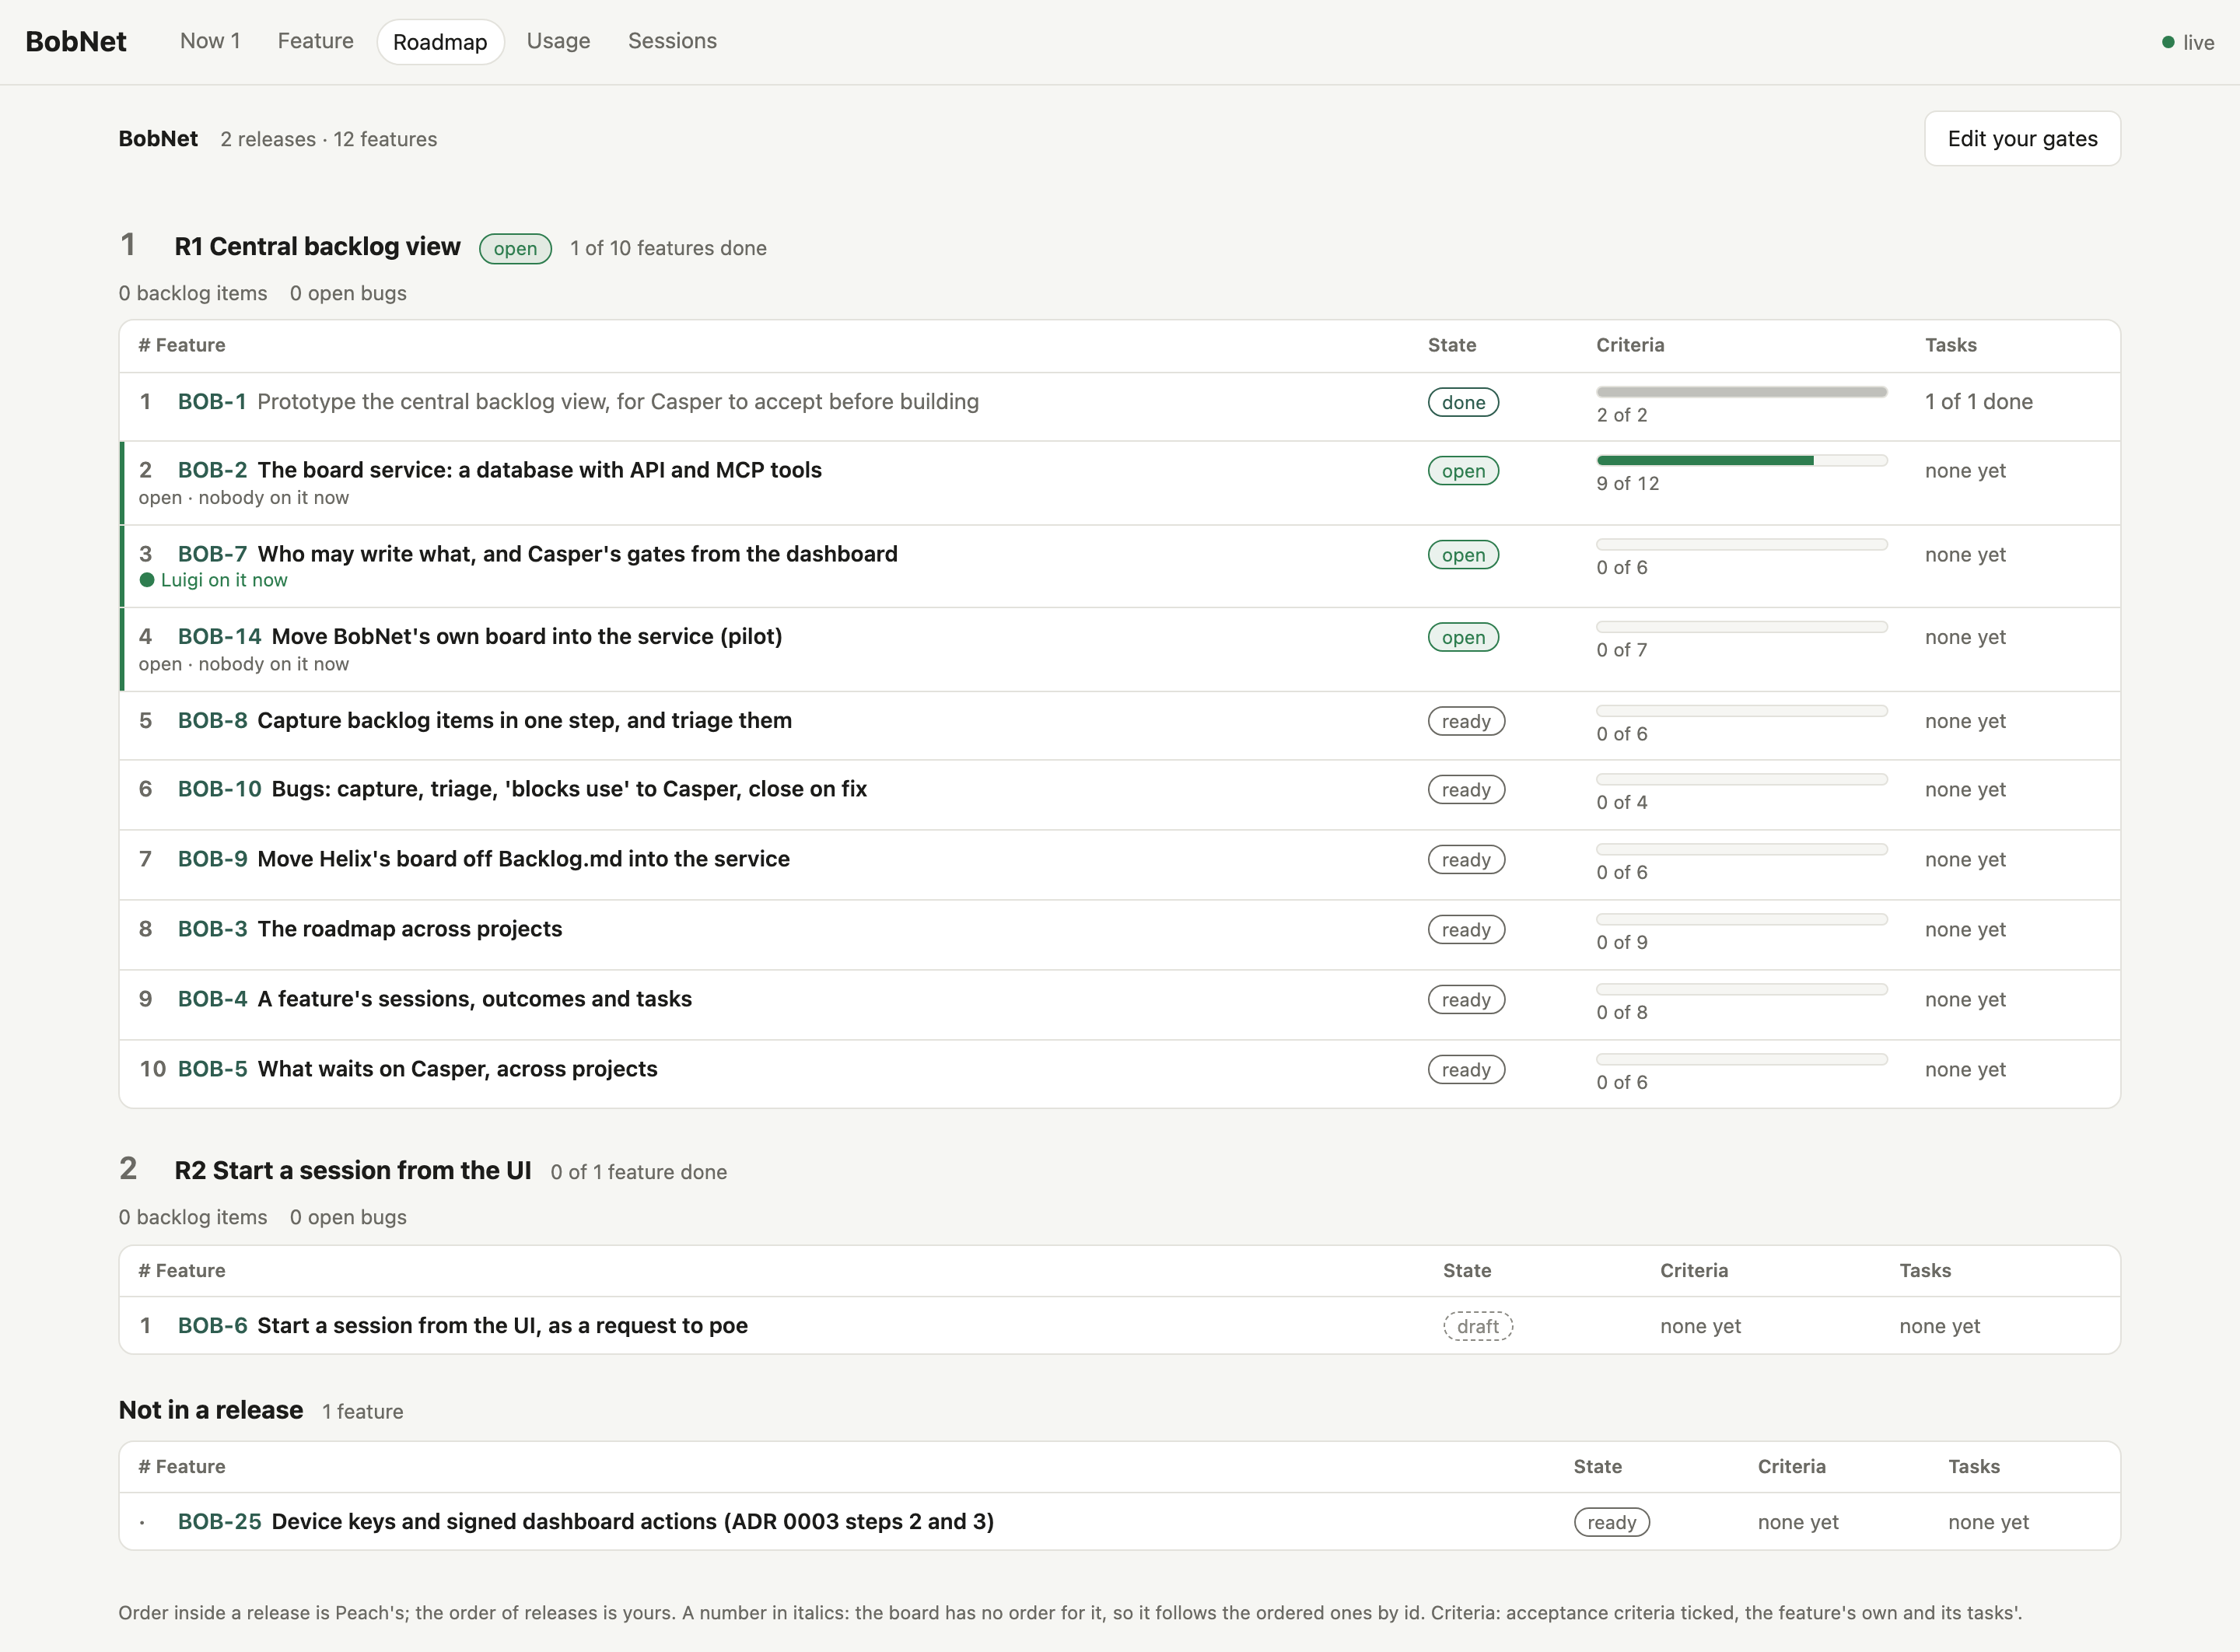 BobNet Now 1 Feature Roadmap Usage Sessions live
BobNet 2 releases · 12 features Edit your gates
1 R1 Central backlog view open 1 of 10 features done
0 backlog items 0 open bugs
# Feature State Criteria Tasks
1 BOB-1 Prototype the central backlog view, for Casper to accept before building done 2 of 2 1 of 1 done
2 BOB-2 The board service: a database with API and MCP tools open 9 of 12 none yet
open · nobody on it now
3 BOB-7 Who may write what, and Casper's gates from the dashboard open 0 of 6 none yet
Luigi on it now
4 BOB-14 Move BobNet's own board into the service (pilot) open 0 of 7 none yet
open · nobody on it now
5 BOB-8 Capture backlog items in one step, and triage them ready 0 of 6 none yet
6 BOB-10 Bugs: capture, triage, 'blocks use' to Casper, close on fix ready 0 of 4 none yet
7 BOB-9 Move Helix's board off Backlog.md into the service ready 0 of 6 none yet
8 BOB-3 The roadmap across projects ready 0 of 9 none yet
9 BOB-4 A feature's sessions, outcomes and tasks ready 0 of 8 none yet
10 BOB-5 What waits on Casper, across projects ready 0 of 6 none yet
2 R2 Start a session from the UI 0 of 1 feature done
0 backlog items 0 open bugs
# Feature State Criteria Tasks
1 BOB-6 Start a session from the UI, as a request to poe draft none yet none yet
Not in a release 1 feature
# Feature State Criteria Tasks
· BOB-25 Device keys and signed dashboard actions (ADR 0003 steps 2 and 3) ready none yet none yet
Order inside a release is Peach's; the order of releases is yours. A number in italics: the board has no order for it, so it follows the ordered ones by id. Criteria: acceptance criteria ticked, the feature's own and its tasks'.